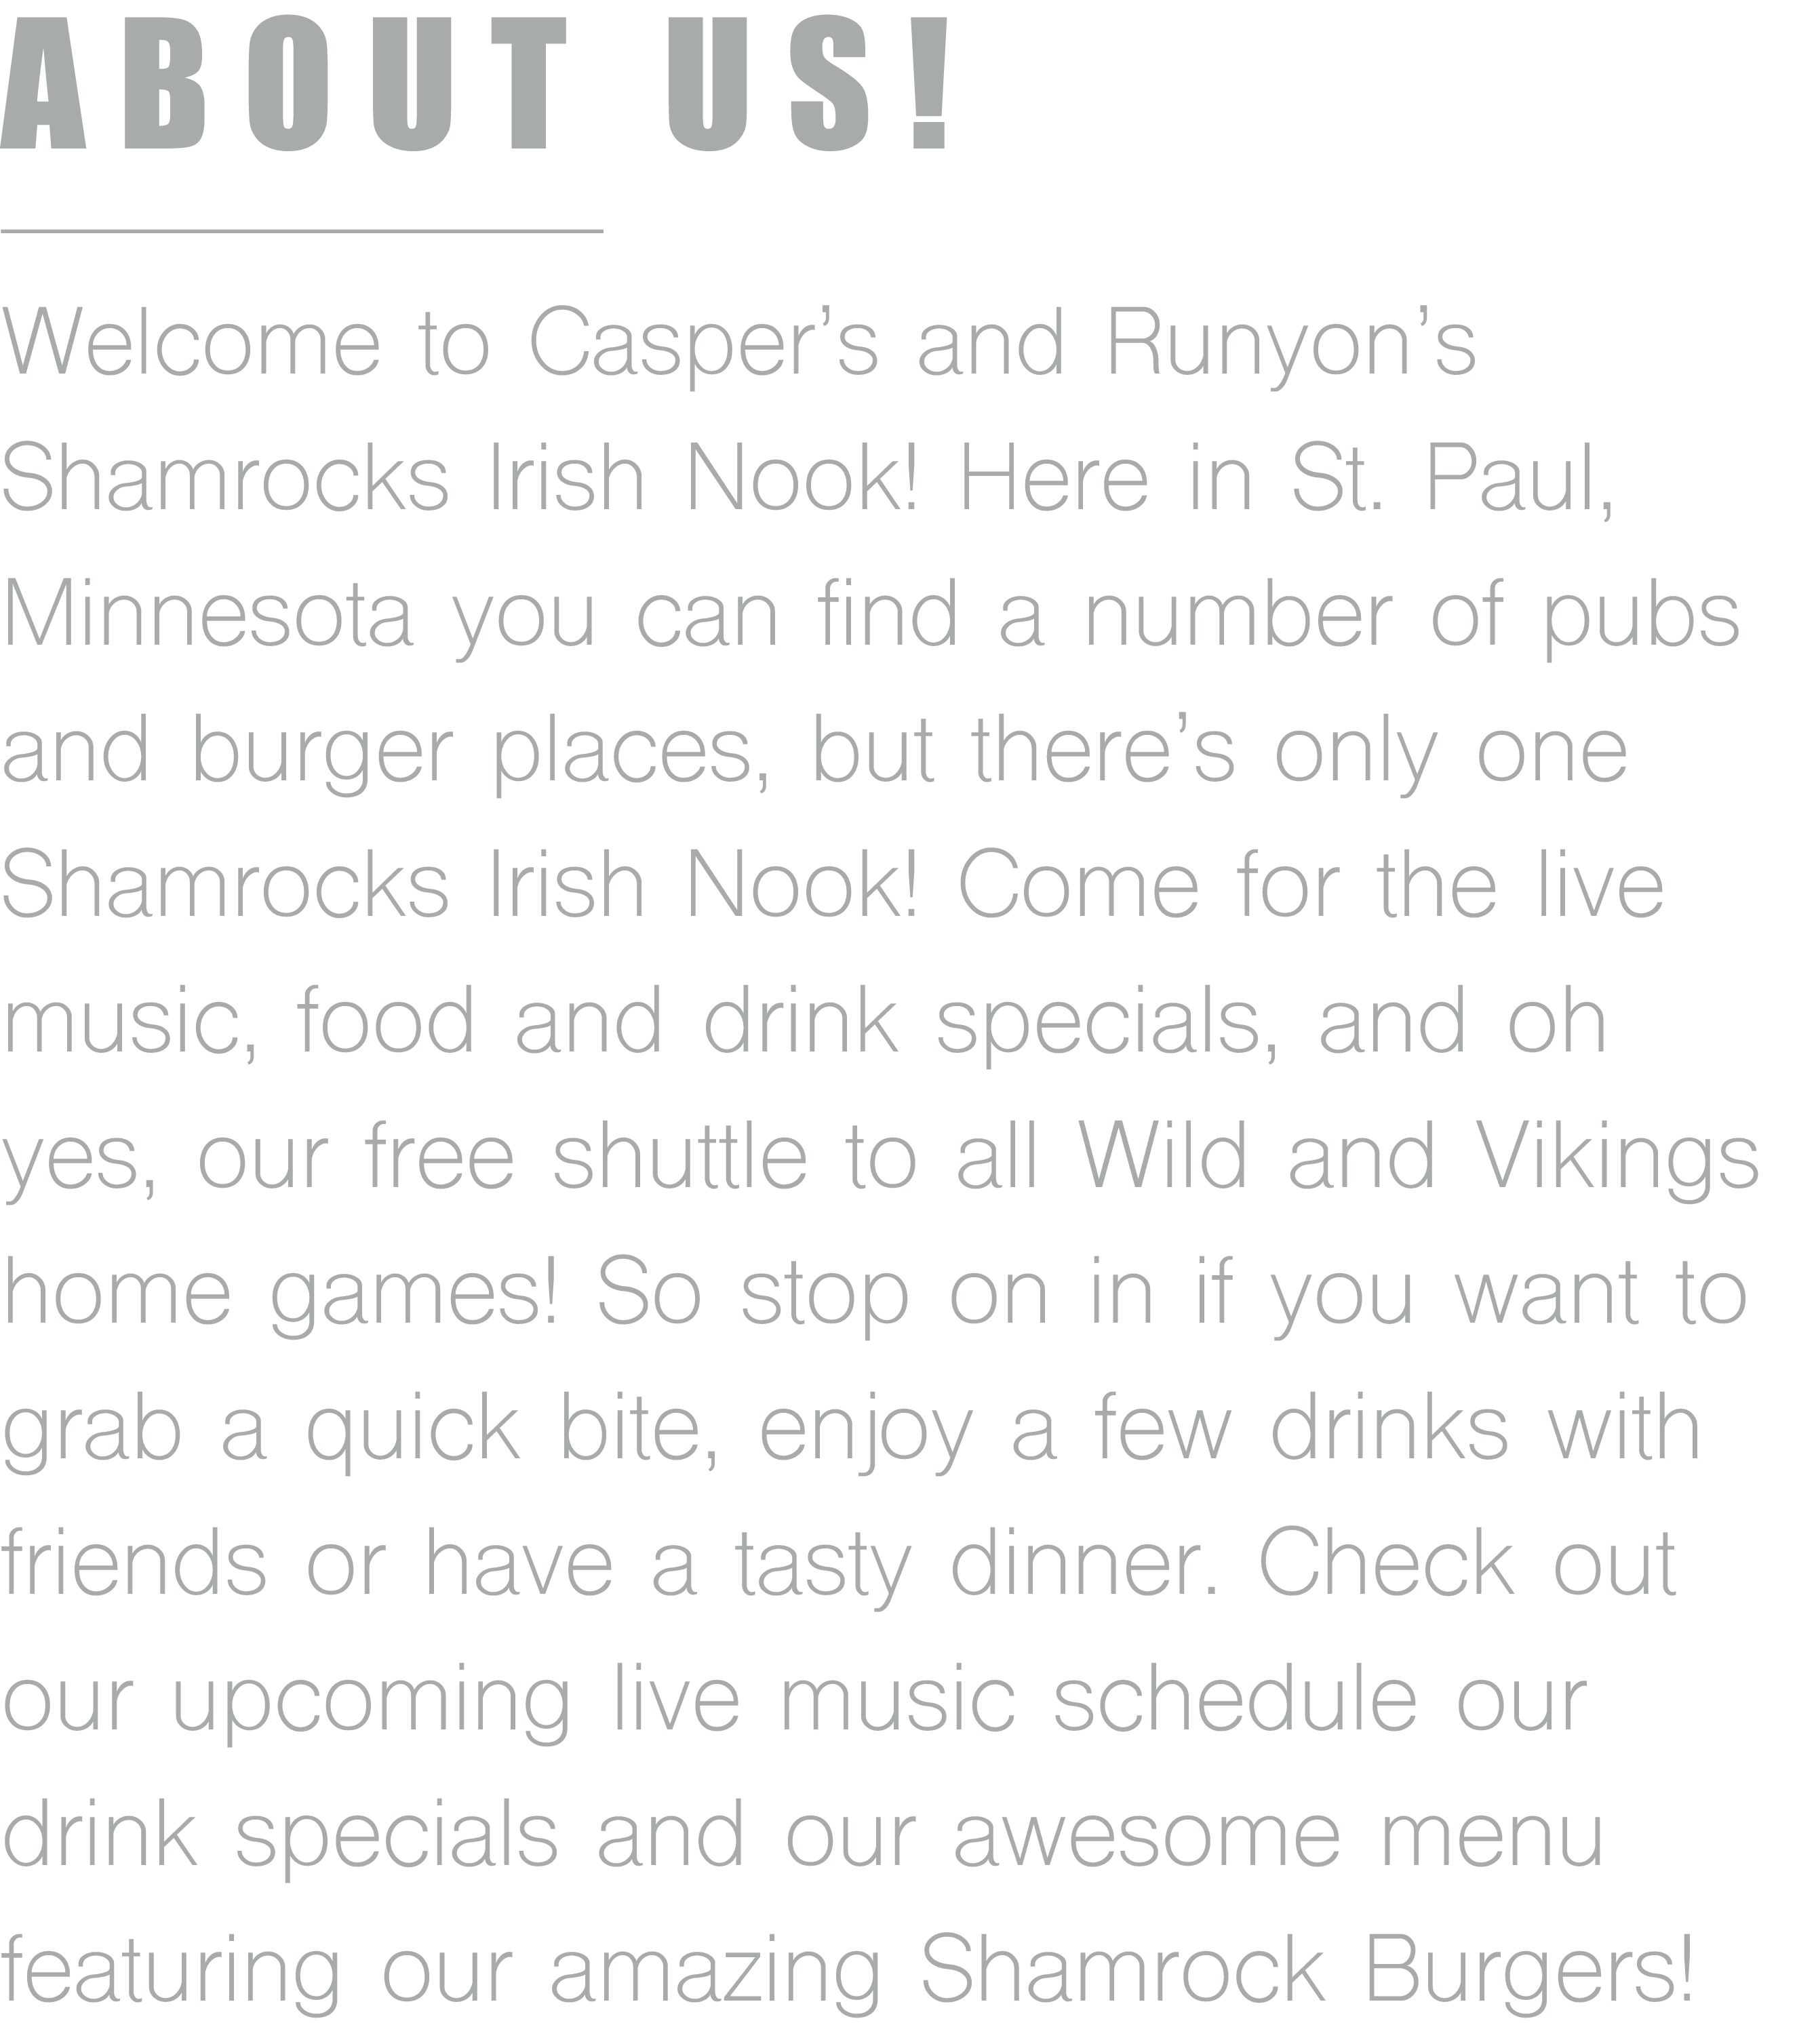 ABOUT US!
Welcome to Casper’s and Runyon’s
Shamrocks Irish Nook! Here in St. Paul,
Minnesota you can find a number of pubs
and burger places, but there’s only one
Shamrocks Irish Nook! Come for the live
music, food and drink specials, and oh
yes, our free shuttle to all Wild and Vikings
home games! So stop on in if you want to
grab a quick bite, enjoy a few drinks with
friends or have a tasty dinner. Check out
our upcoming live music schedule our
drink specials and our awesome menu
featuring our amazing Shamrock Burgers!